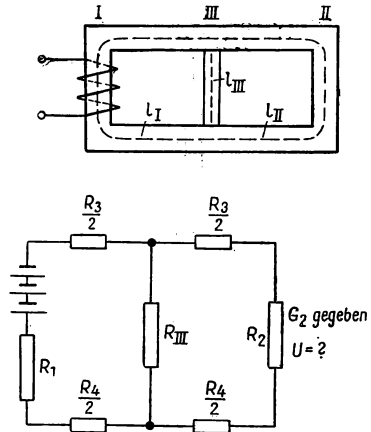 I III II
l_III
l_I l_II
R_3/2 R_3/2
R_1 R_III R_2 G_2 gegeben
U=?
R_4/2 R_4/2